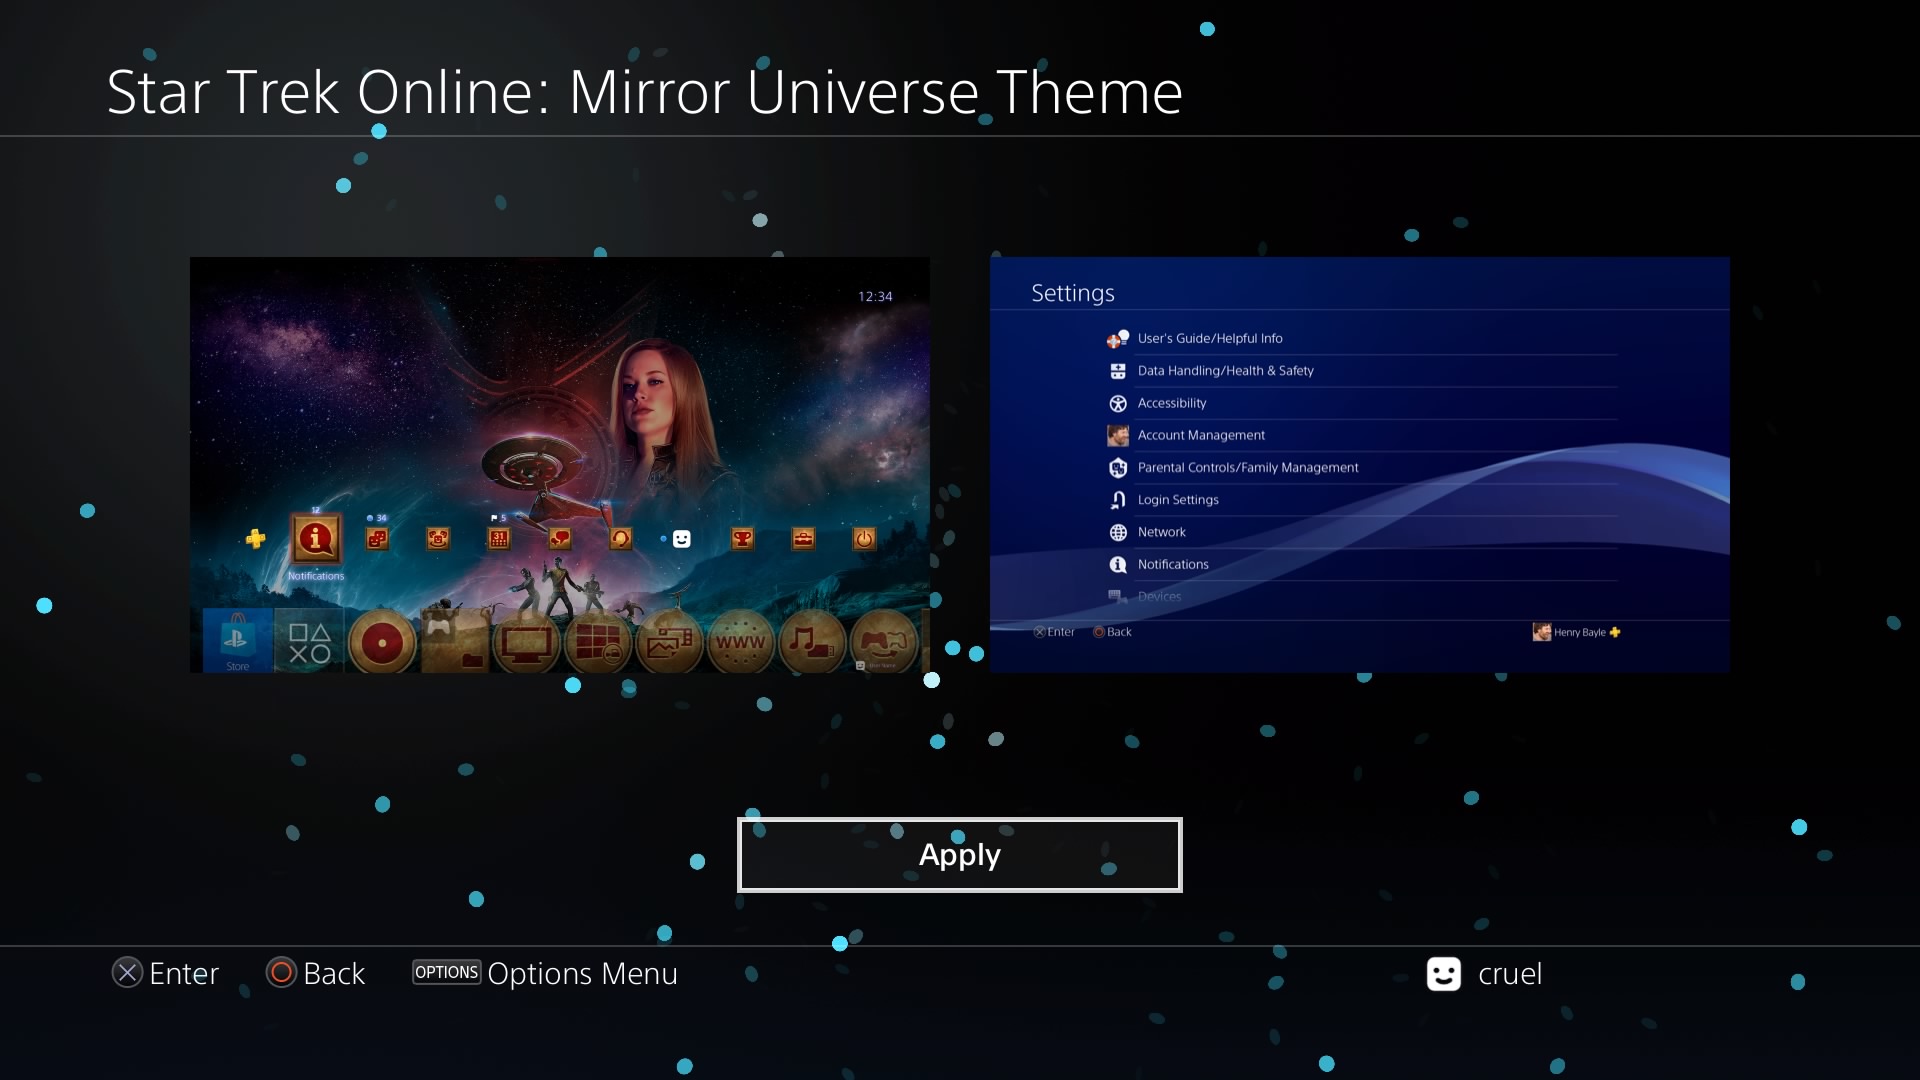 Star Trek Online: Mirror Universe Theme
12:34
12
34
5
31
Notifications
Store
WWW
Settings
User's Guide/Helpful Info
Data Handling/Health & Safety
Accessibility
Account Management
Parental Controls/Family Management
Login Settings
Network
Notifications
Devices
Enter
Back
Henry Bayle
Apply
Enter
Back
OPTIONS Options Menu
cruel